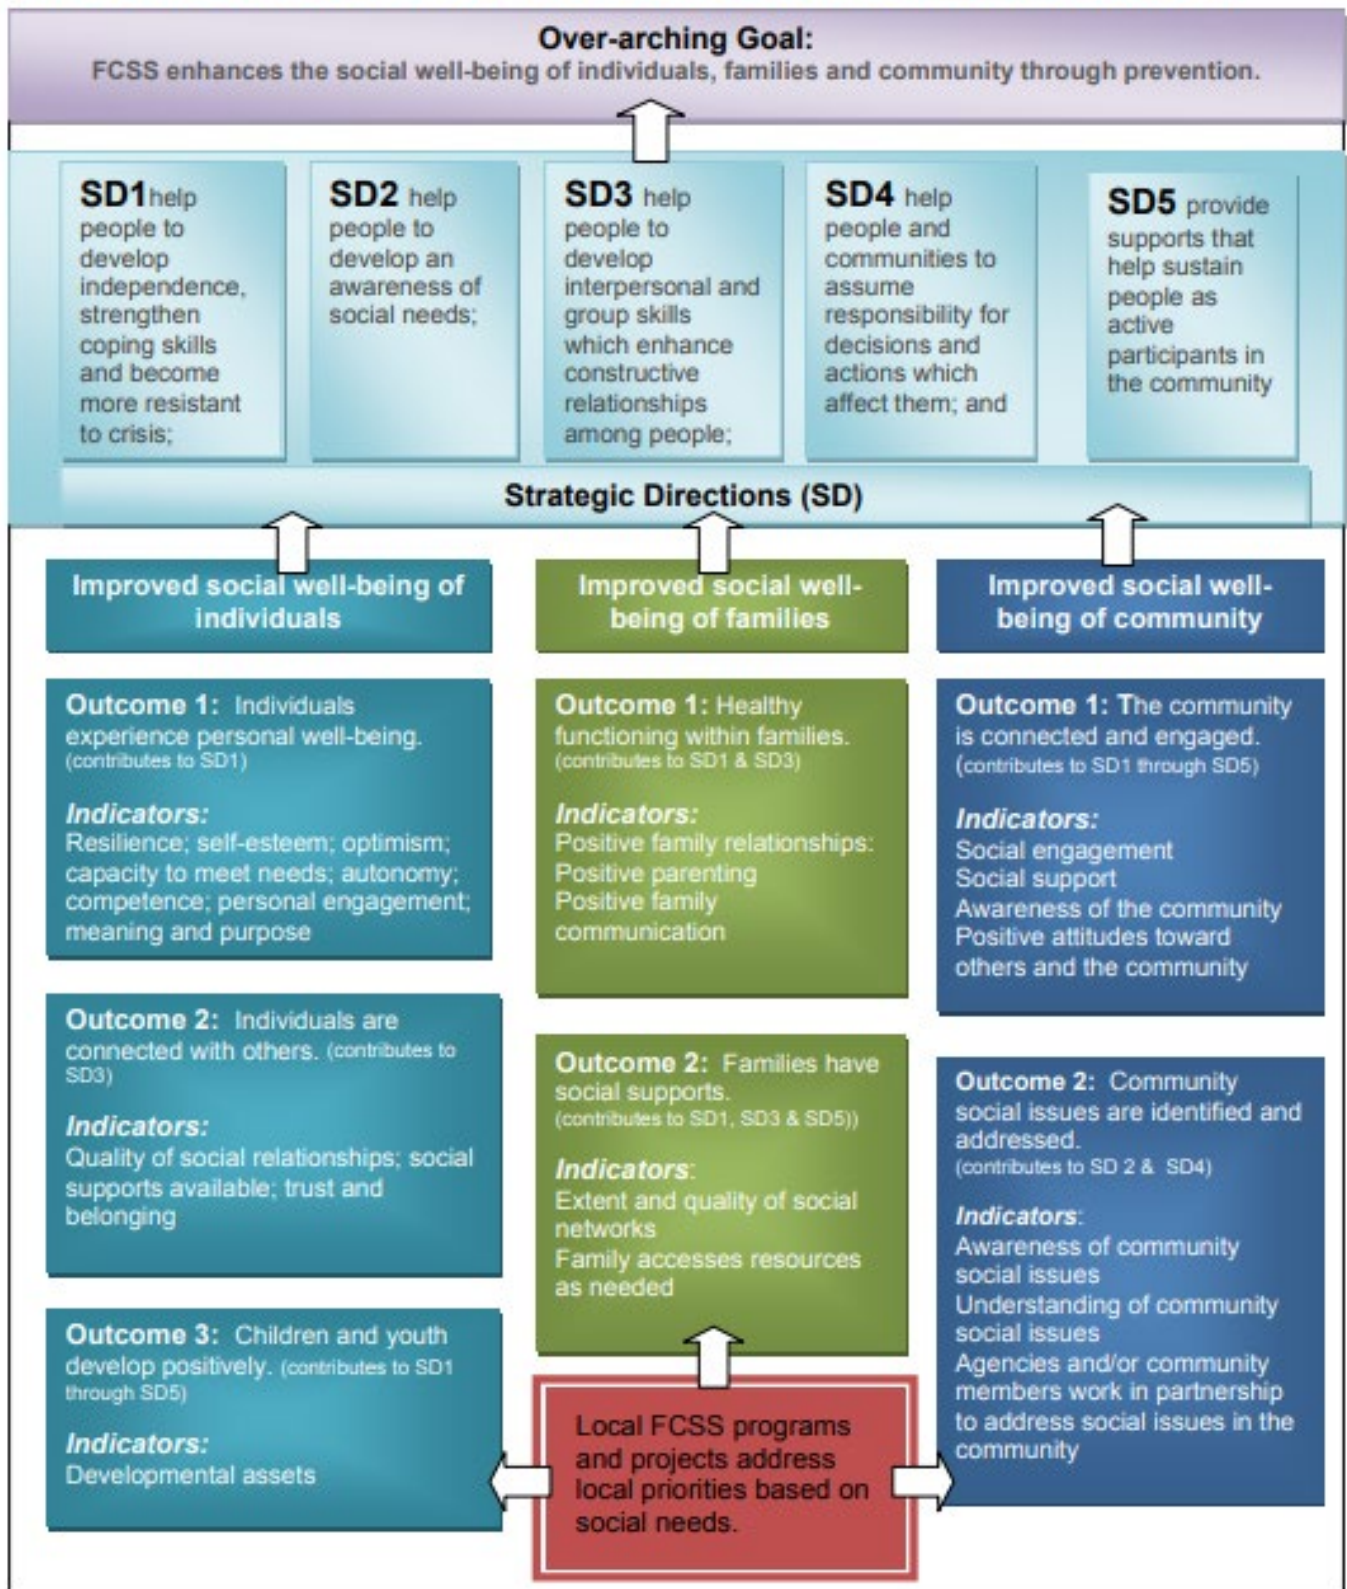 Over-arching Goal:
FCSS enhances the social well-being of individuals, families and community through prevention.
SD1help
people to
develop
independence,
strengthen
coping skills
and become
more resistant
to crisis;
SD2 help
people to
develop an
awareness of
social needs;
SD3 help
people to
develop
interpersonal and
group skills
which enhance
constructive
relationships
among people;
SD4 help
people and
communities to
assume
responsibility for
decisions and
actions which
affect them; and
SD5 provide
supports that
help sustain
people as
active
participants in
the community
Strategic Directions (SD)
Improved social well-being of
individuals
Outcome 1: Individuals
experience personal well-being.
(contributes to SD1)
Indicators:
Resilience; self-esteem; optimism;
capacity to meet needs; autonomy;
competence; personal engagement;
meaning and purpose
Outcome 2: Individuals are
connected with others. (contributes to
SD3)
Indicators:
Quality of social relationships; social
supports available; trust and
belonging
Outcome 3: Children and youth
develop positively. (contributes to SD1
through SD5)
Indicators:
Developmental assets
Improved social well-
being of families
Outcome 1: Healthy
functioning within families.
(contributes to SD1 & SD3)
Indicators:
Positive family relationships:
Positive parenting
Positive family
communication
Outcome 2: Families have
social supports.
(contributes to SD1, SD3 & SD5))
Indicators:
Extent and quality of social
networks
Family accesses resources
as needed
Local FCSS programs
and projects address
local priorities based on
social needs.
Improved social well-
being of community
Outcome 1: The community
is connected and engaged.
(contributes to SD1 through SD5)
Indicators:
Social engagement
Social support
Awareness of the community
Positive attitudes toward
others and the community
Outcome 2: Community
social issues are identified and
addressed.
(contributes to SD 2 & SD4)
Indicators:
Awareness of community
social issues
Understanding of community
social issues
Agencies and/or community
members work in partnership
to address social issues in the
community